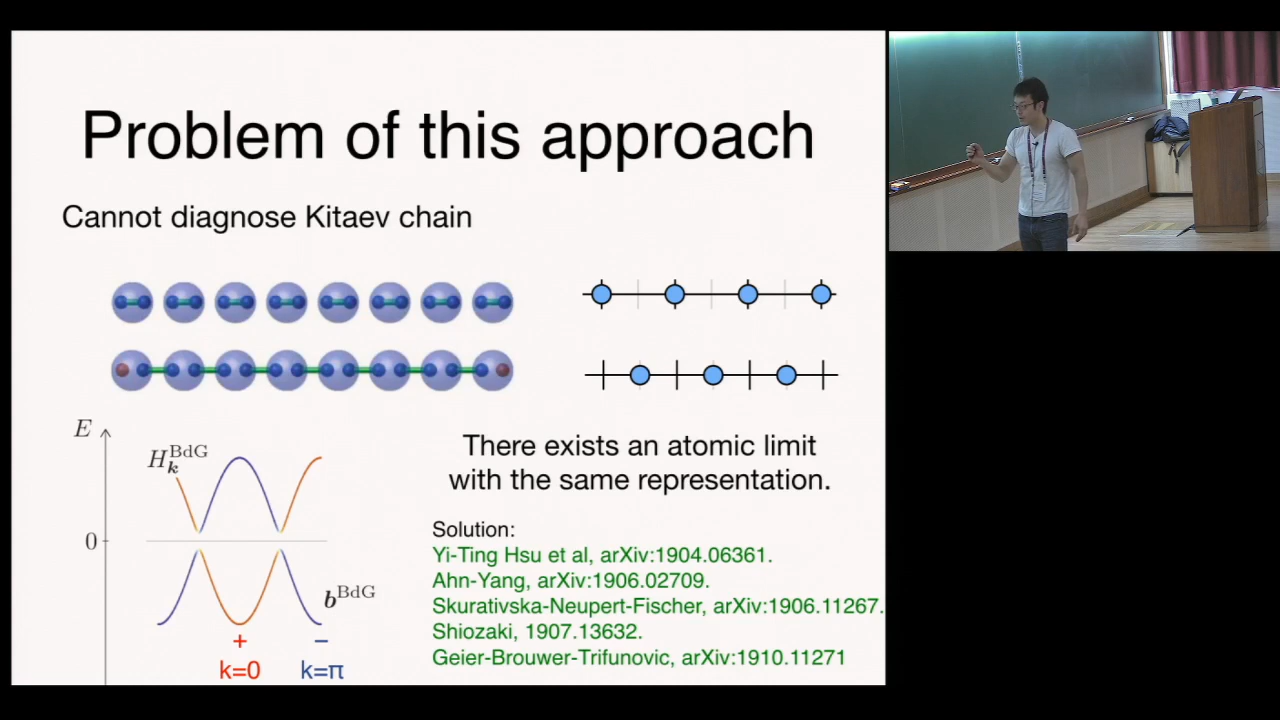 Problem of this approach
Cannot diagnose Kitaev chain
E
H_k^BdG
0
b^BdG
+ −
k=0 k=π
There exists an atomic limit
with the same representation.
Solution:
Yi-Ting Hsu et al, arXiv:1904.06361.
Ahn-Yang, arXiv:1906.02709.
Skurativska-Neupert-Fischer, arXiv:1906.11267.
Shiozaki, 1907.13632.
Geier-Brouwer-Trifunovic, arXiv:1910.11271